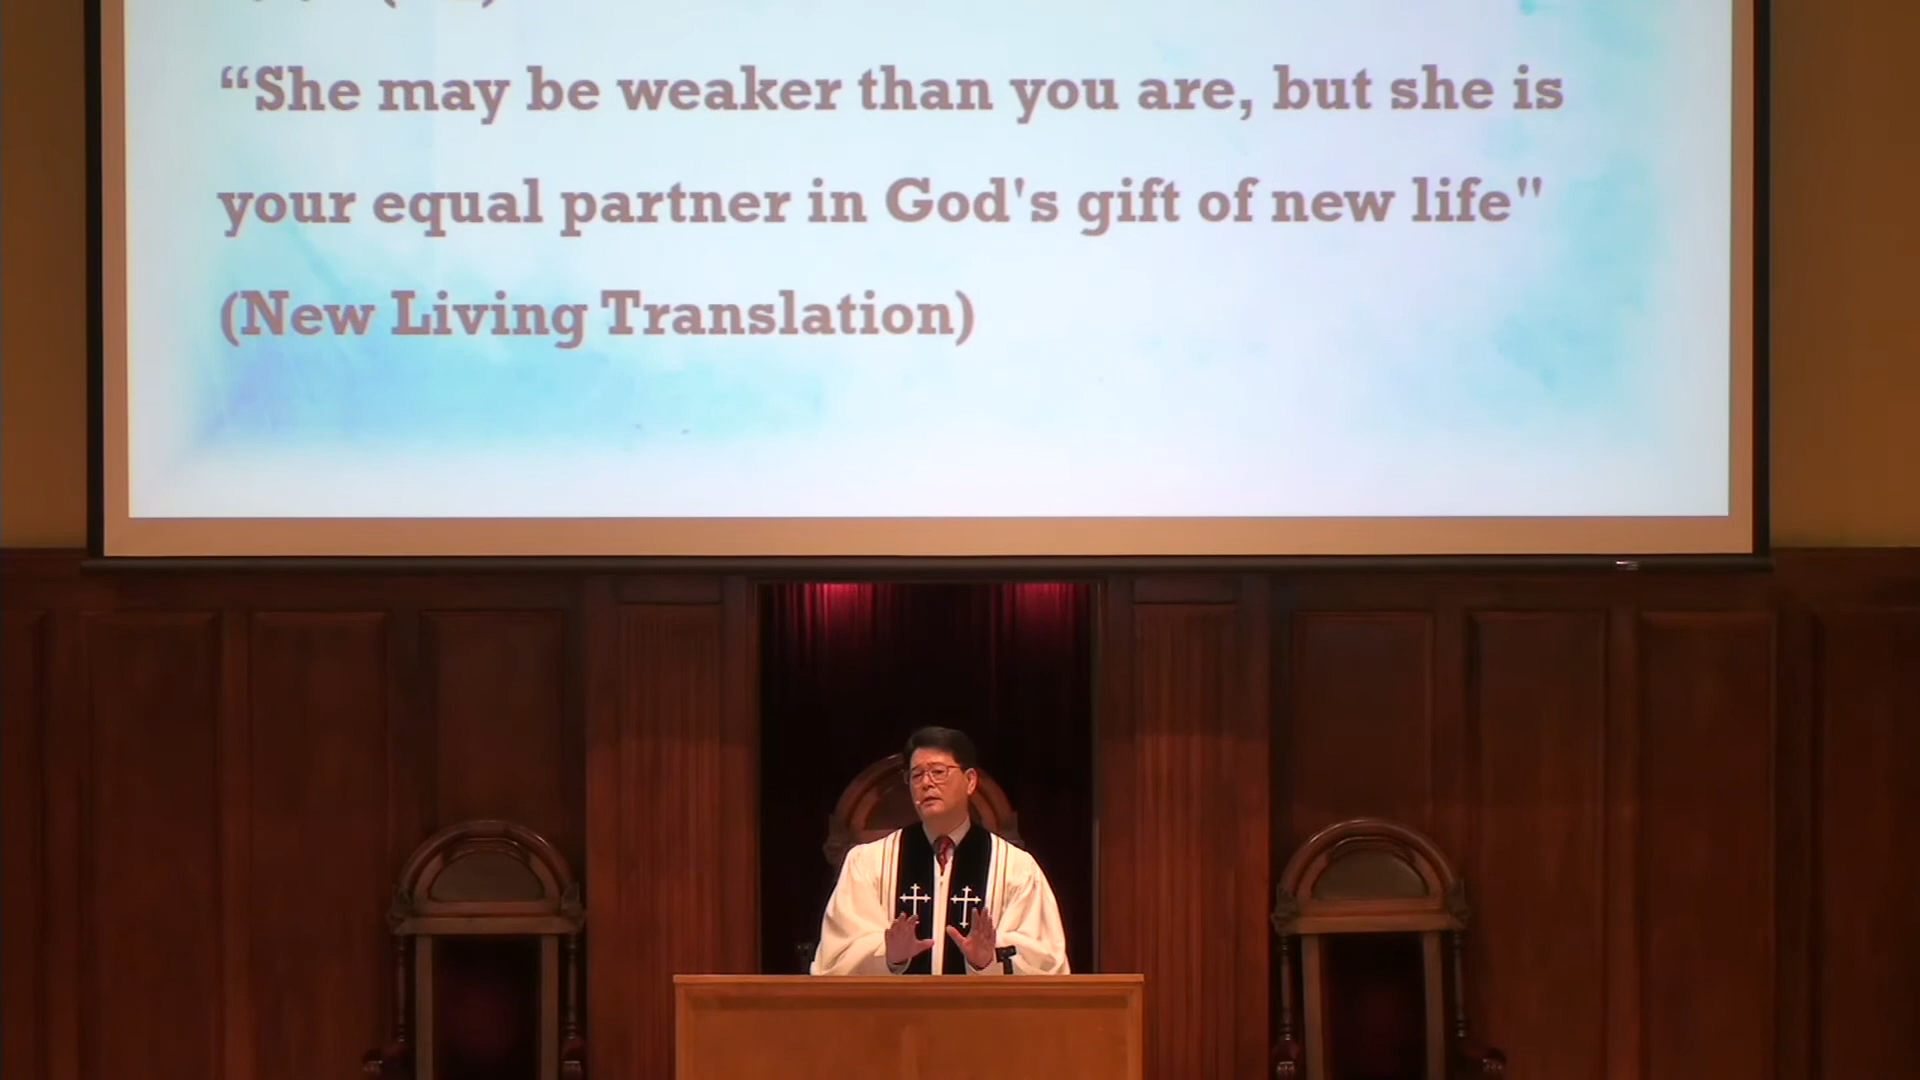 “She may be weaker than you are, but she is
your equal partner in God's gift of new life"
(New Living Translation)